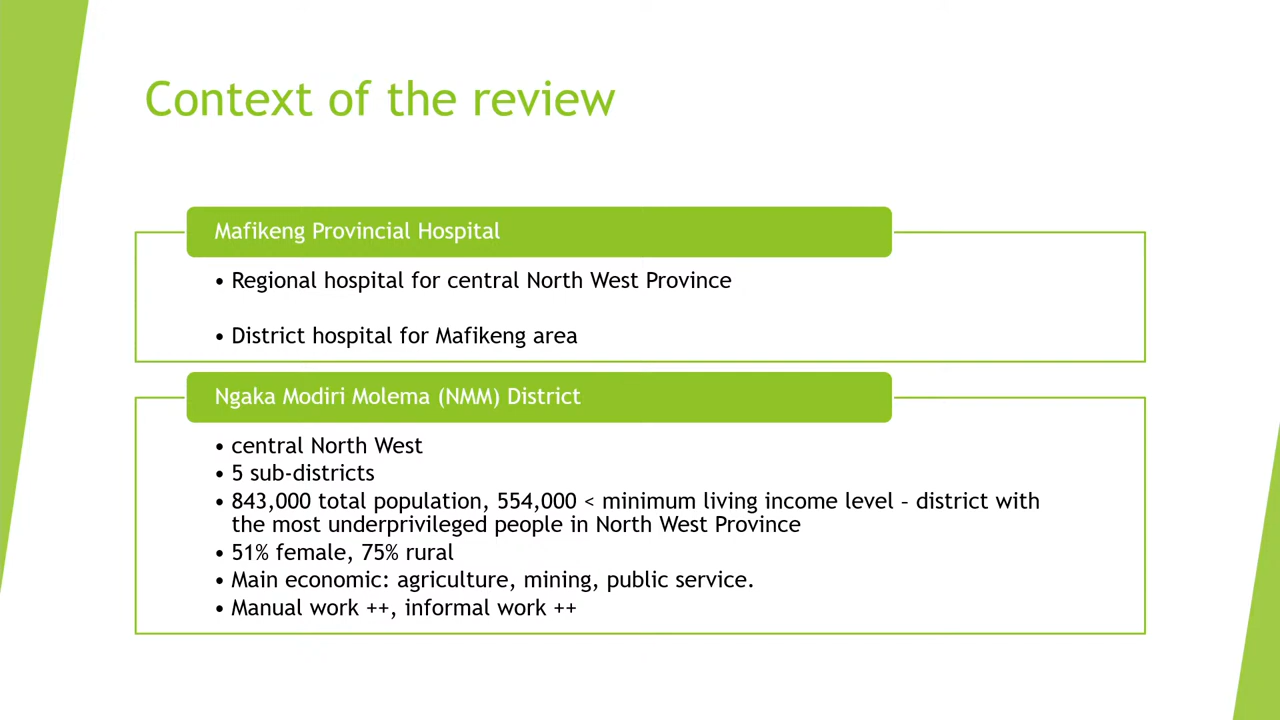 Context of the review
Mafikeng Provincial Hospital
• Regional hospital for central North West Province
• District hospital for Mafikeng area
Ngaka Modiri Molema (NMM) District
• central North West
• 5 sub-districts
• 843,000 total population, 554,000 < minimum living income level – district with
the most underprivileged people in North West Province
• 51% female, 75% rural
• Main economic: agriculture, mining, public service.
• Manual work ++, informal work ++